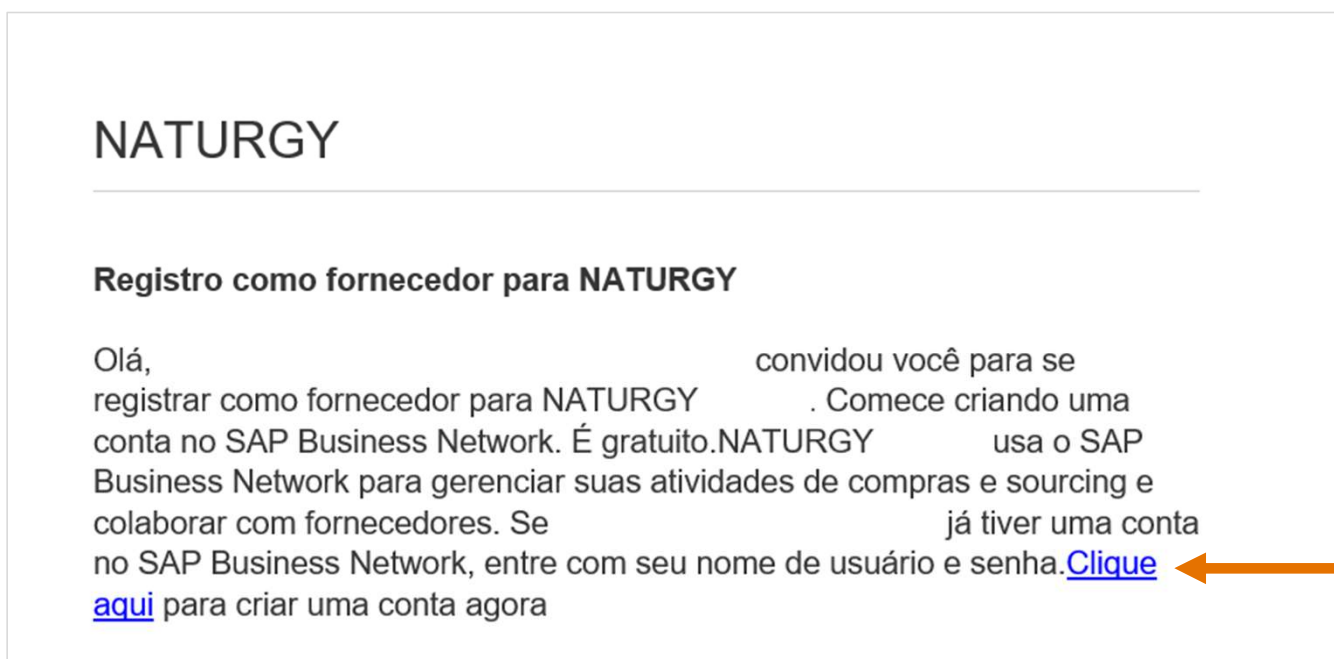 NATURGY
Registro como fornecedor para NATURGY
Olá, convidou você para se
registrar como fornecedor para NATURGY . Comece criando uma
conta no SAP Business Network. É gratuito.NATURGY usa o SAP
Business Network para gerenciar suas atividades de compras e sourcing e
colaborar com fornecedores. Se já tiver uma conta
no SAP Business Network, entre com seu nome de usuário e senha.Clique
aqui para criar uma conta agora